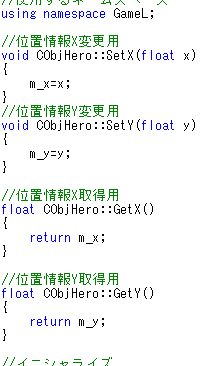 using namespace GameL;
//位置情報X変更用
void CObjHero::SetX(float x)
{
m_x=x;
}
//位置情報Y変更用
void CObjHero::SetY(float y)
{
m_y=y;
}
//位置情報X取得用
float CObjHero::GetX()
{
return m_x;
}
//位置情報Y取得用
float CObjHero::GetY()
{
return m_y;
}
//イニシャライズ